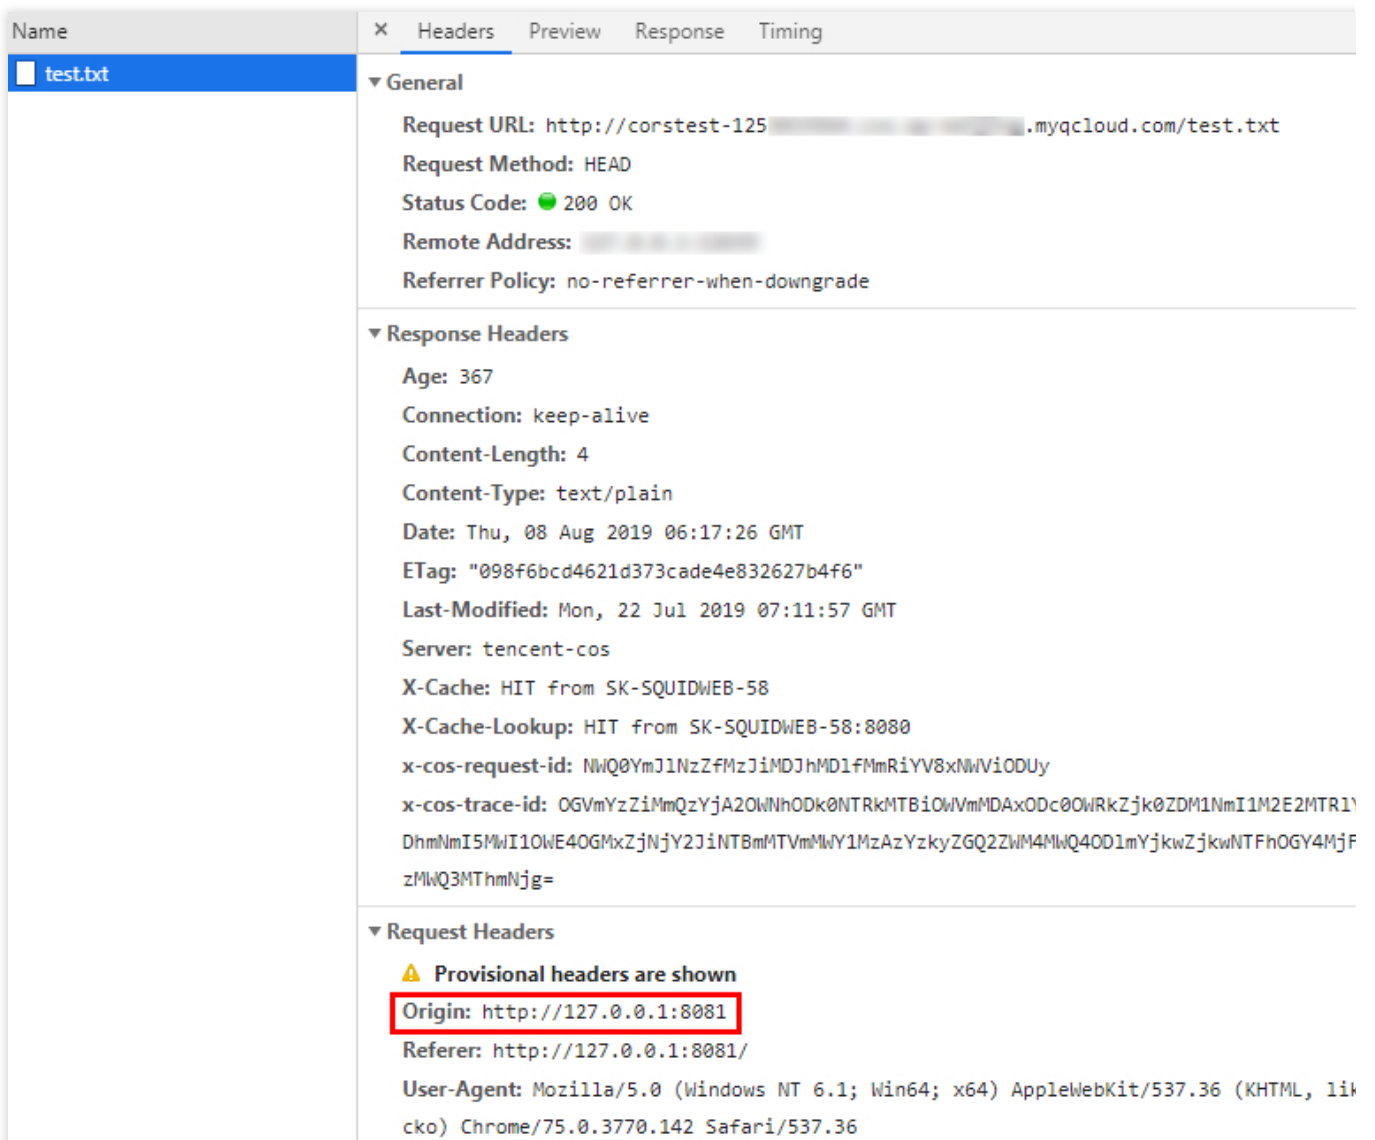 Name
× Headers Preview Response Timing
test.txt
General
Request URL: http://corstest-125 .myqcloud.com/test.txt
Request Method: HEAD
Status Code: 200 OK
Remote Address:
Referrer Policy: no-referrer-when-downgrade
Response Headers
Age: 367
Connection: keep-alive
Content-Length: 4
Content-Type: text/plain
Date: Thu, 08 Aug 2019 06:17:26 GMT
ETag: "098f6bcd4621d373cade4e832627b4f6"
Last-Modified: Mon, 22 Jul 2019 07:11:57 GMT
Server: tencent-cos
X-Cache: HIT from SK-SQUIDWEB-58
X-Cache-Lookup: HIT from SK-SQUIDWEB-58:8080
x-cos-request-id: NWQ0YmJlNzZfMzJiMDJhMDlfMmRiYV8xNWViODUy
x-cos-trace-id: OGVmYzZiMmQzYjA2OWNhODk0NTRkMTBiOWVmMDAxODc0OWRkZjk0ZDM1NmI1M2E2MTRlY
DhmNmI5MWI1OWE4OGMxZjNjY2JiNTBmMTVmMWY1MzAzYzkyZGQ2ZWM4MWQ4ODlmYjkwZjkwNTFhOGY4MjF
zMWQ3MThmNjg=
Request Headers
Provisional headers are shown
Origin: http://127.0.0.1:8081
Referer: http://127.0.0.1:8081/
User-Agent: Mozilla/5.0 (Windows NT 6.1; Win64; x64) AppleWebKit/537.36 (KHTML, lik
cko) Chrome/75.0.3770.142 Safari/537.36